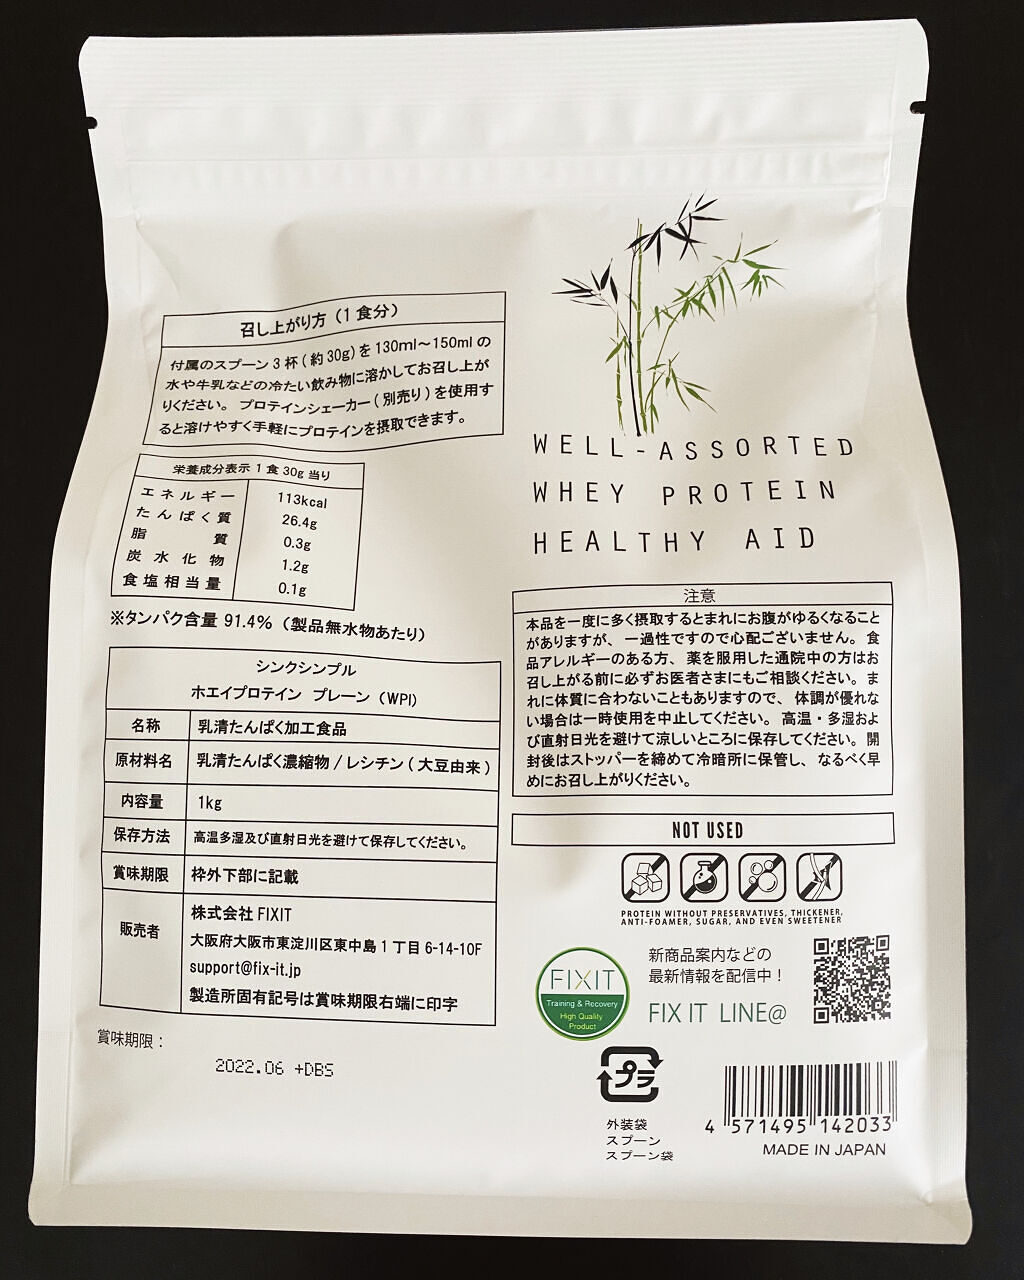 召し上がり方（1食分）
付属のスプーン3杯(約30g)を130ml～150mlの
水や牛乳などの冷たい飲み物に溶かしてお召し上が
りください。プロテインシェーカー(別売り)を使用す
ると溶けやすく手軽にプロテインを摂取できます。
栄養成分表示 1食30g当り
エネルギー 113kcal
たんぱく質 26.4g
脂質 0.3g
炭水化物 1.2g
食塩相当量 0.1g
※タンパク含量 91.4%（製品無水物あたり）
シンクシンプル
ホエイプロテイン プレーン（WPI）
名称 乳清たんぱく加工食品
原材料名 乳清たんぱく濃縮物/レシチン(大豆由来)
内容量 1kg
保存方法 高温多湿及び直射日光を避けて保存してください。
賞味期限 枠外下部に記載
販売者 株式会社FIXIT
大阪府大阪市東淀川区東中島1丁目6-14-10F
support@fix-it.jp
製造所固有記号は賞味期限右端に印字
賞味期限：
2022.06 +DBS
WELL-ASSORTED
WHEY PROTEIN
HEALTHY AID
注意
本品を一度に多く摂取するとまれにお腹がゆるくなること
がありますが、一過性ですので心配ございません。食
品アレルギーのある方、薬を服用した通院中の方はお
召し上がる前に必ずお医者さまにもご相談ください。ま
れに体質に合わないこともありますので、体調が優れな
い場合は一時使用を中止してください。高温・多湿およ
び直射日光を避けて涼しいところに保存してください。開
封後はストッパーを締めて冷暗所に保管し、なるべく早
めにお召し上がりください。
NOT USED
PROTEIN WITHOUT PRESERVATIVES, THICKENER,
ANTI-FOAMER, SUGAR, AND EVEN SWEETENER
FIXIT
Training & Recovery
High Quality
Product
新商品案内などの
最新情報を配信中！
FIX IT LINE@
プラ
外装袋
スプーン
スプーン袋
4 571495 142033
MADE IN JAPAN